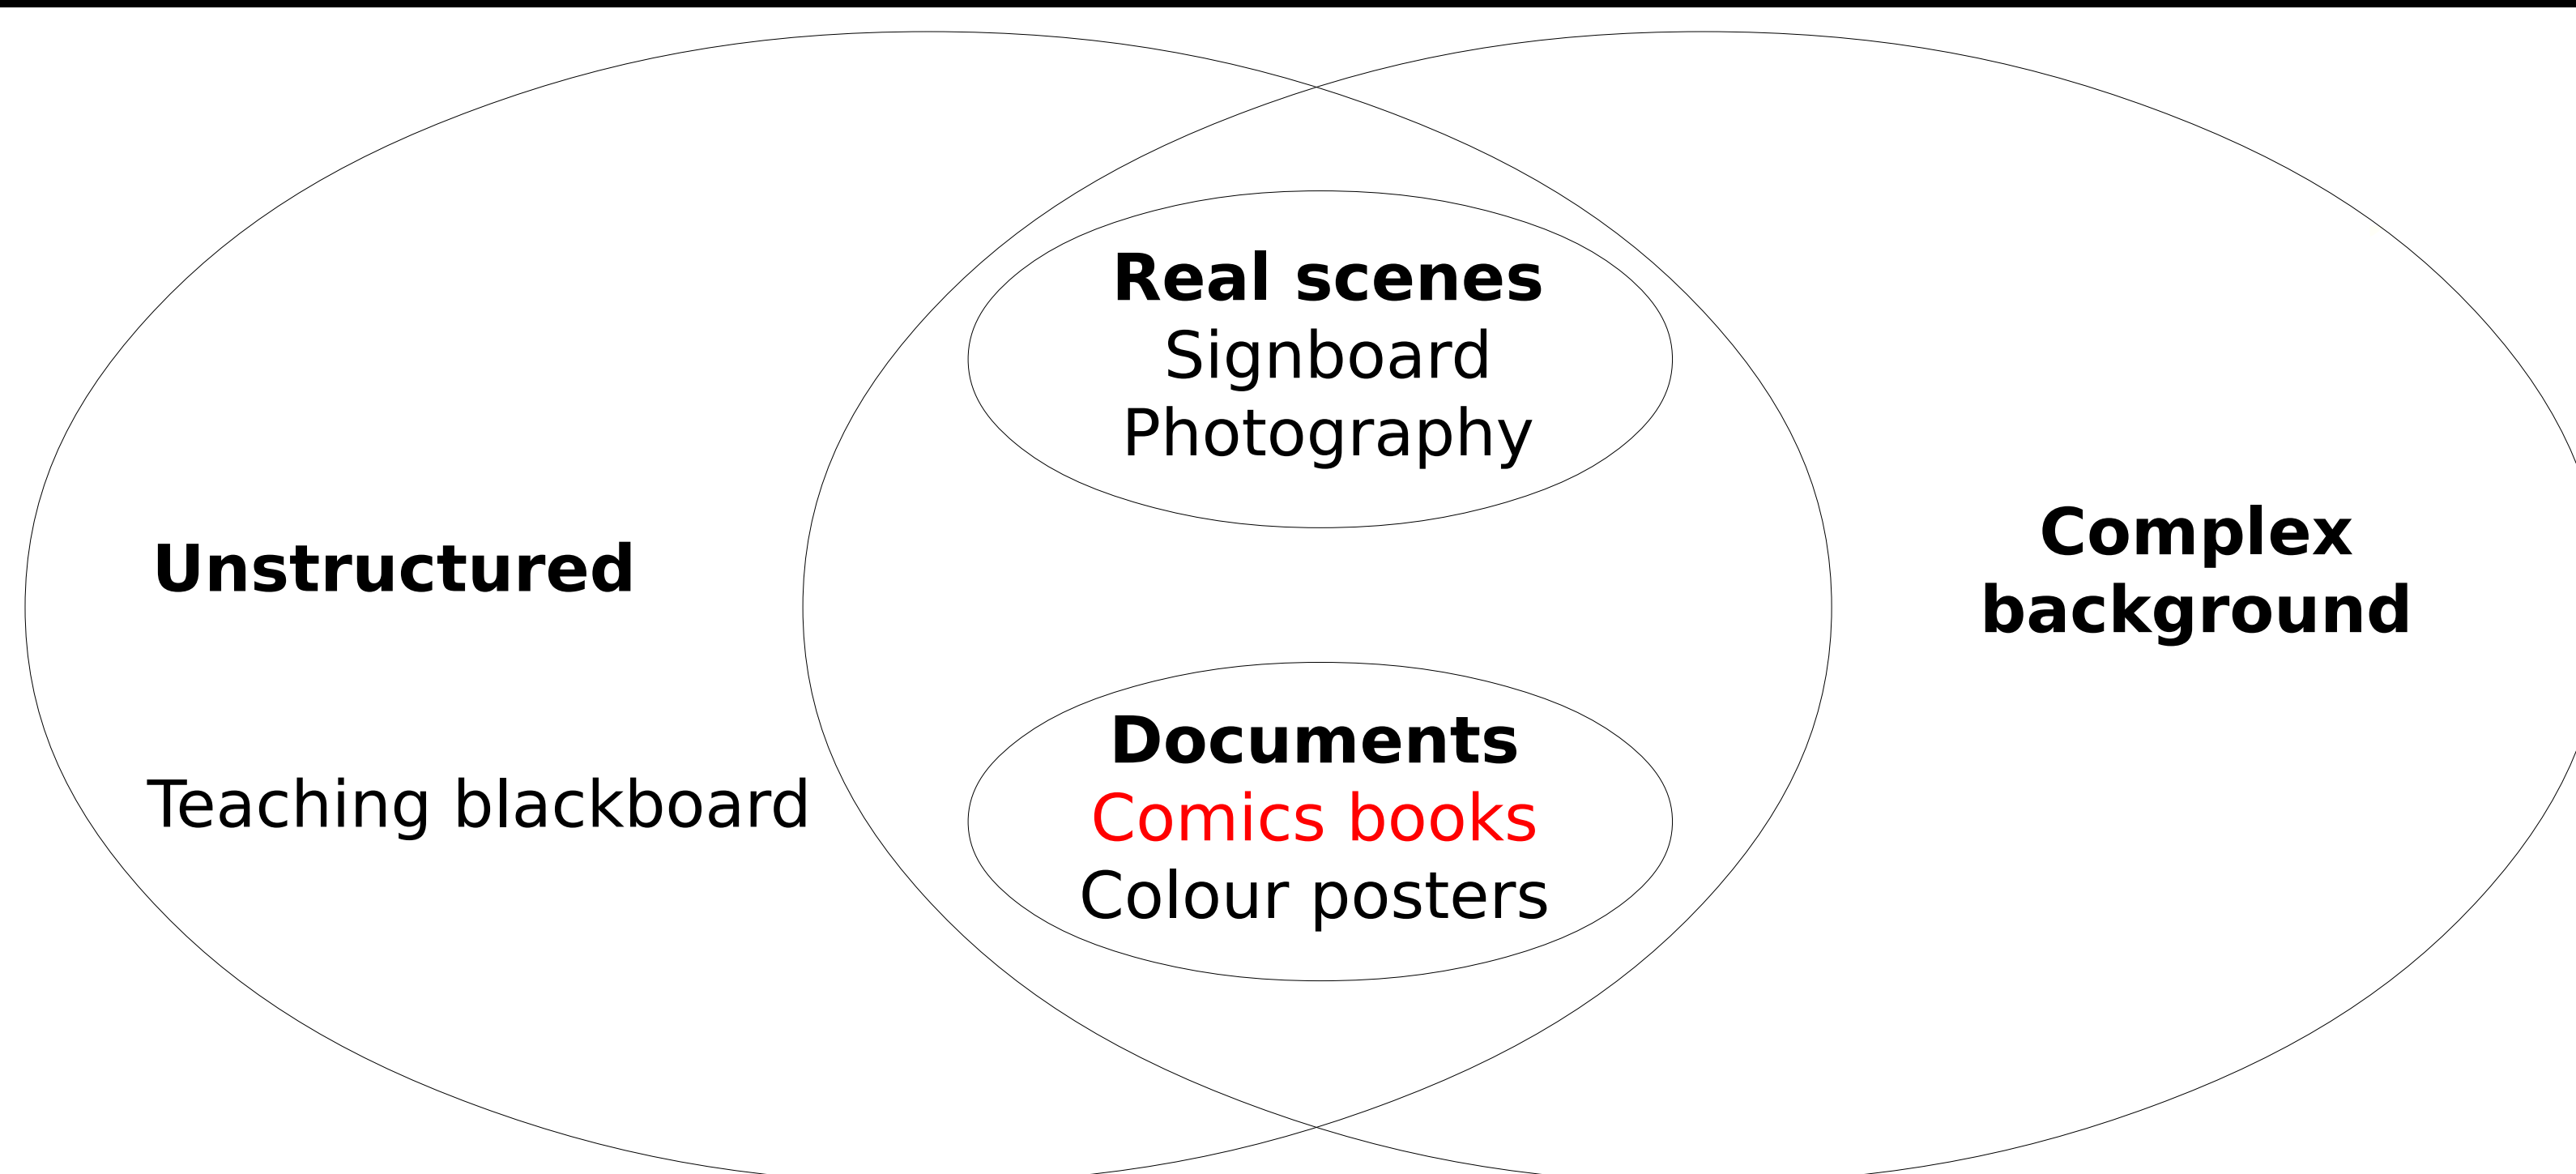 Real scenes
Signboard
Photography
Unstructured
Complex
background
Teaching blackboard
Documents
Comics books
Colour posters